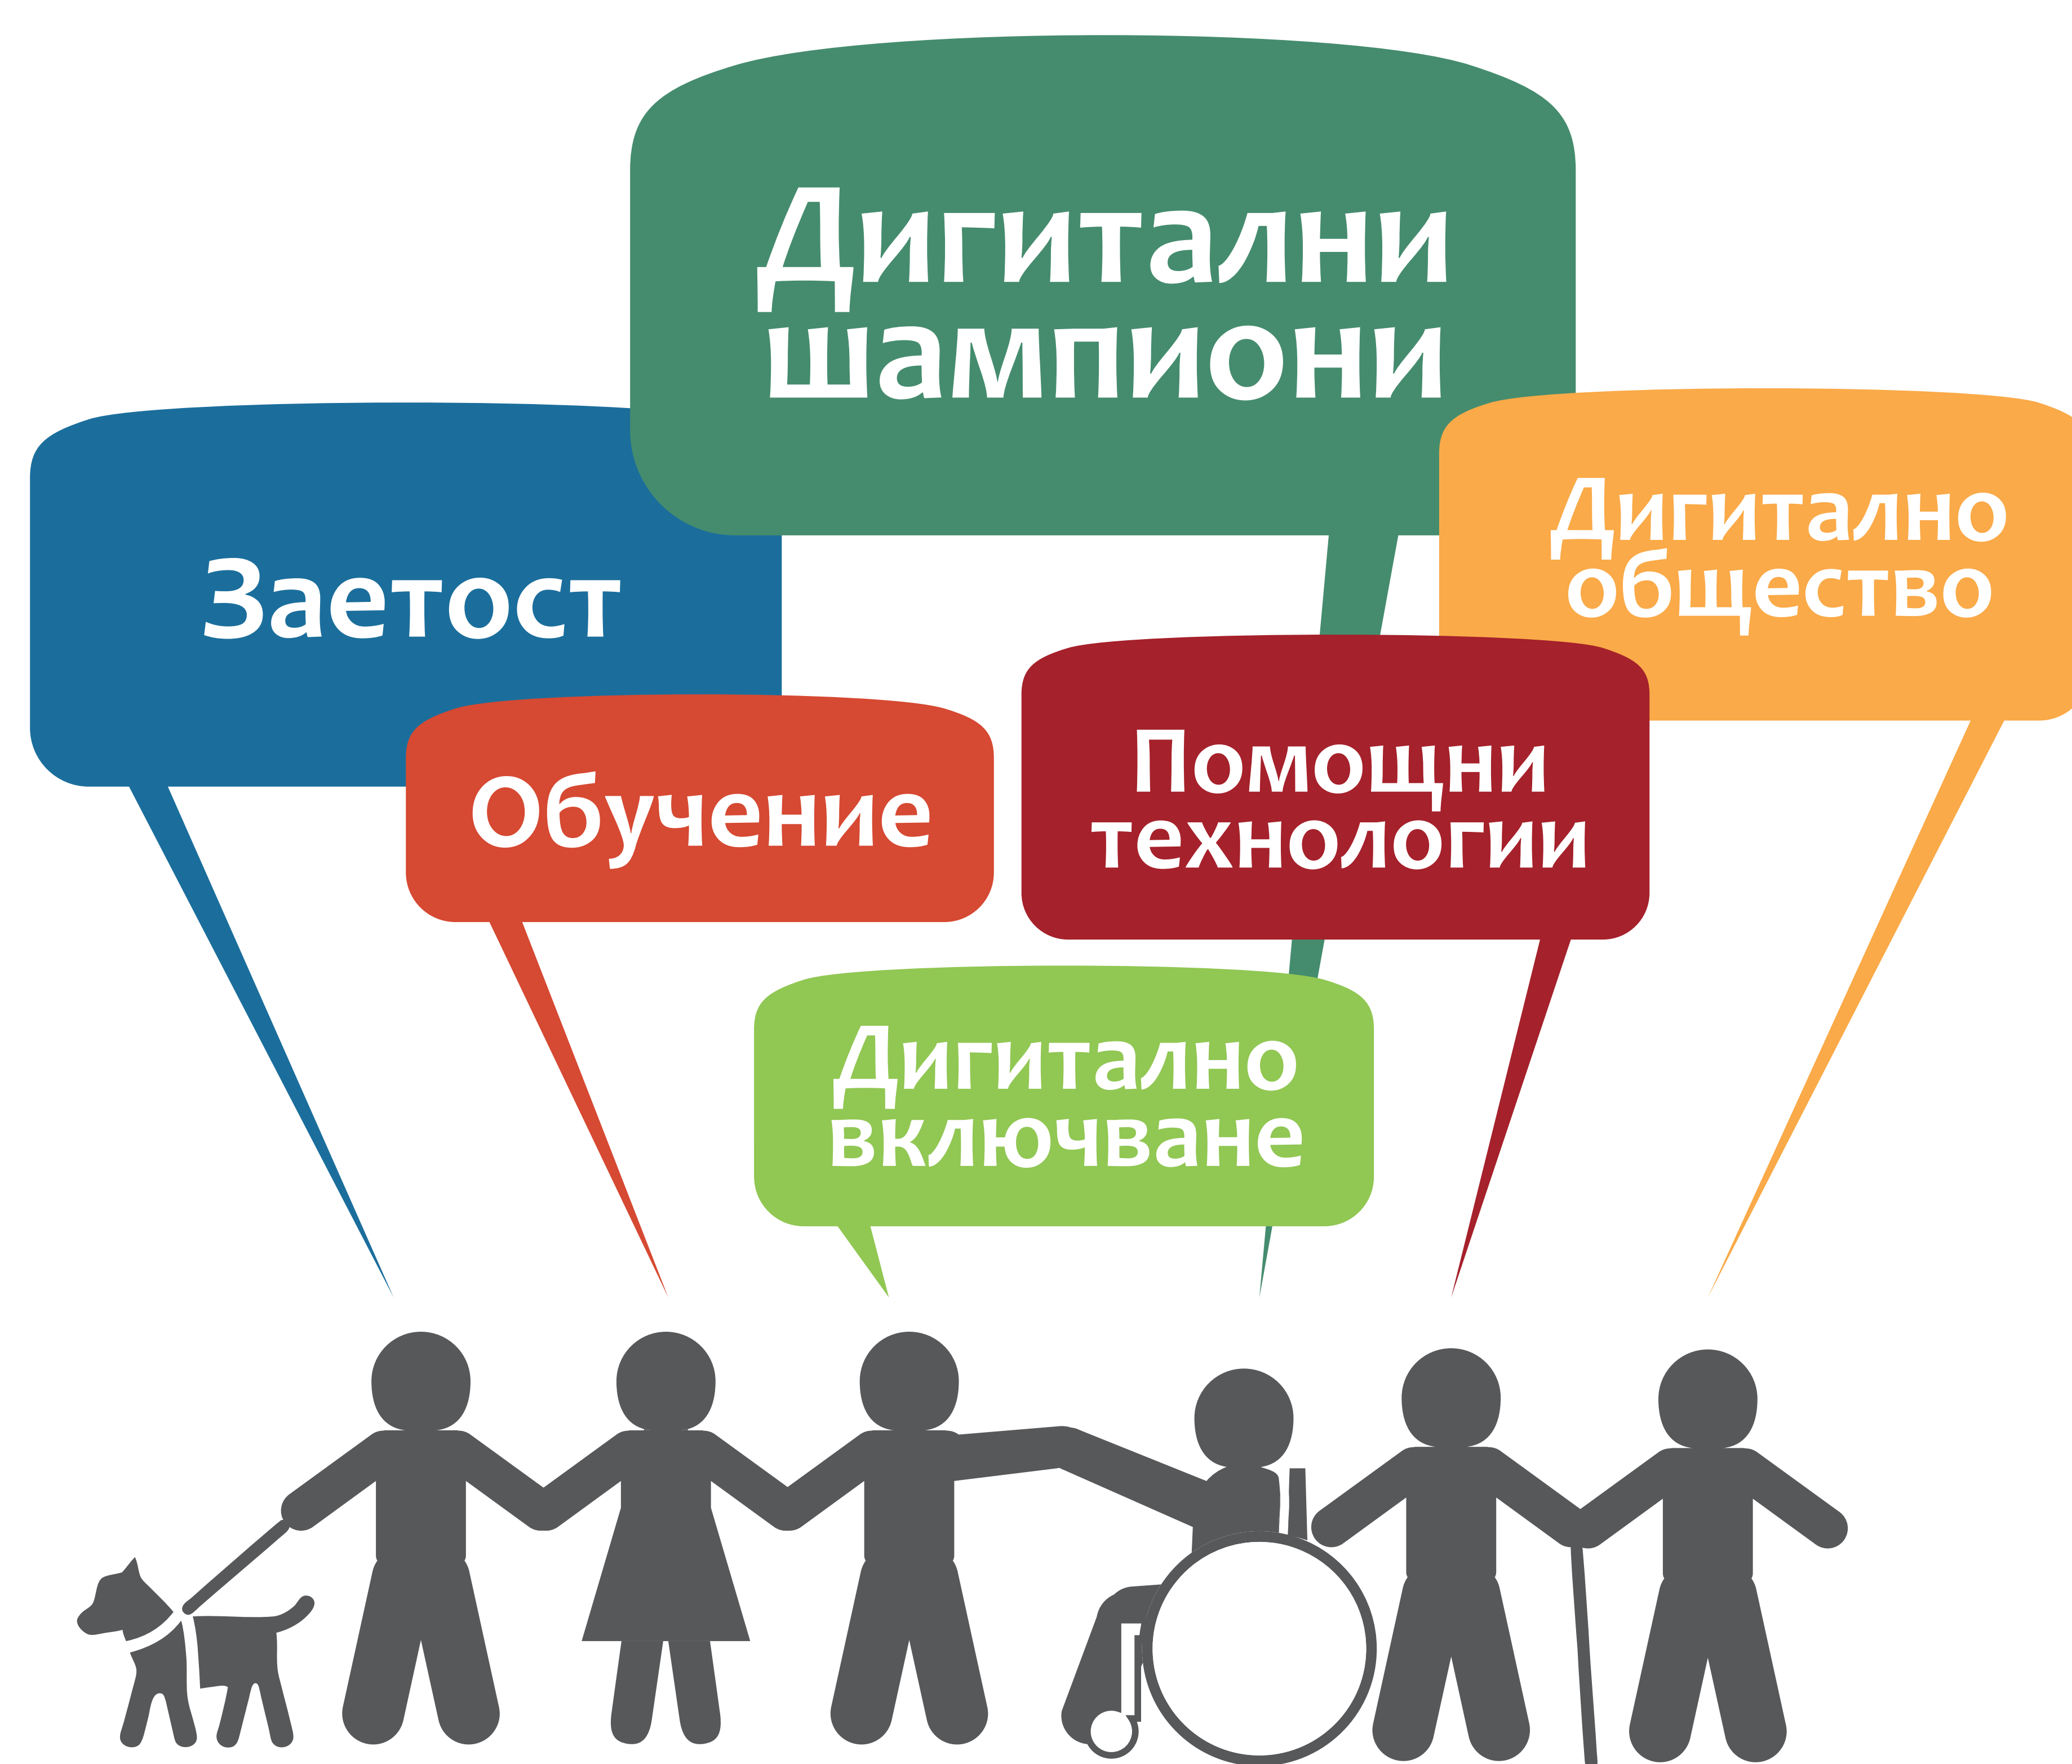 Дигитални
шампиони
Заетост
Дигитално
общество
Обучение
Помощни
технологии
Дигитално
включване